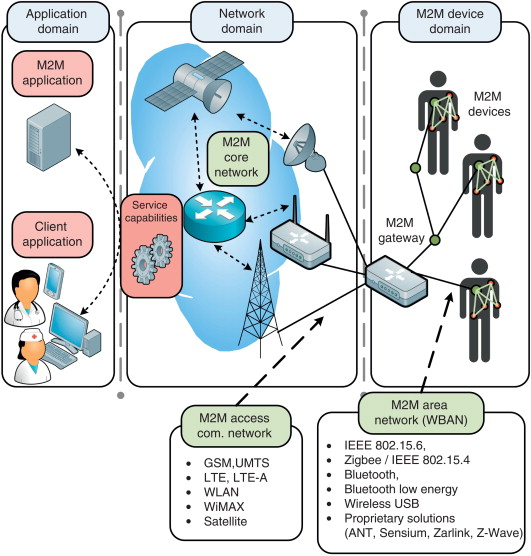 Application
domain
Network
domain
M2M device
domain
M2M
application
M2M
devices
M2M
core
network
Service
capabilities
Client
application
M2M
gateway
M2M access
com. network
GSM,UMTS
LTE, LTE-A
WLAN
WiMAX
Satellite
M2M area
network (WBAN)
IEEE 802.15.6,
Zigbee / IEEE 802.15.4
Bluetooth,
Bluetooth low energy
Wireless USB
Proprietary solutions
(ANT, Sensium, Zarlink, Z-Wave)